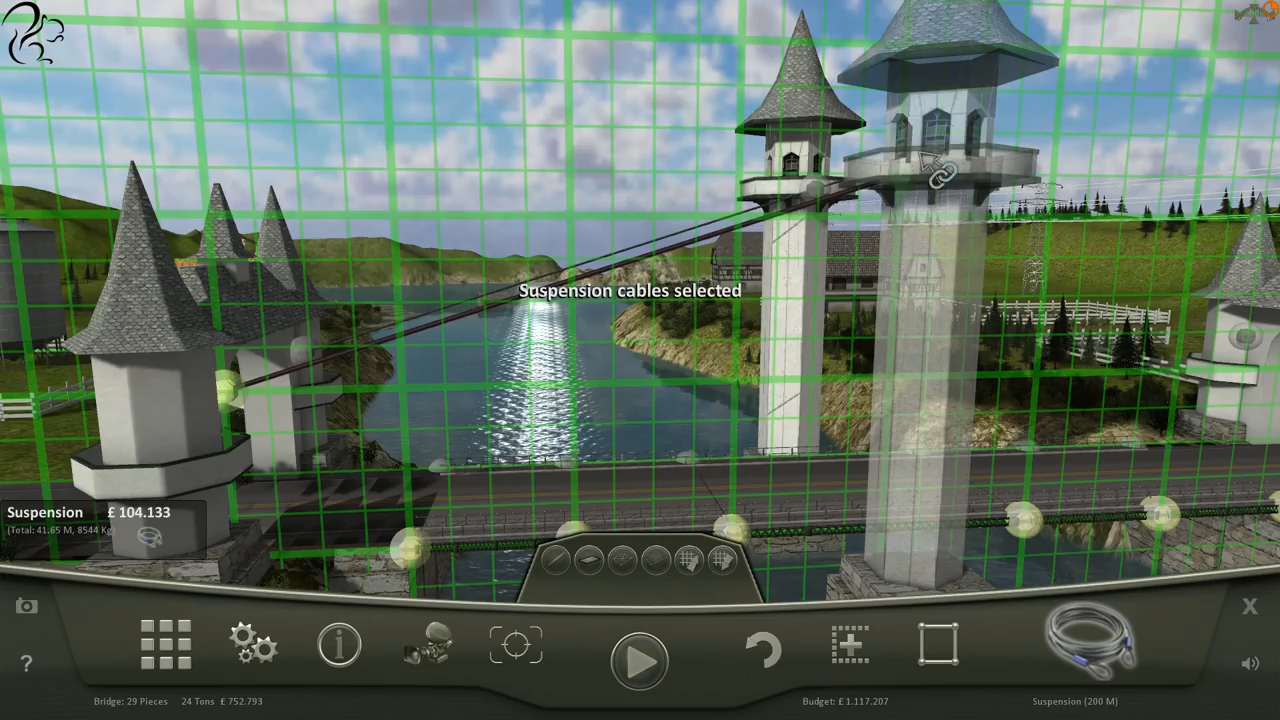 Suspension cables selected
Suspension £ 104.133
(Total: 41.65 M, 8544 Kg)
Bridge: 29 Pieces 24 Tons £ 752.793
Budget: £ 1.117.207
Suspension (200 M)
?
X